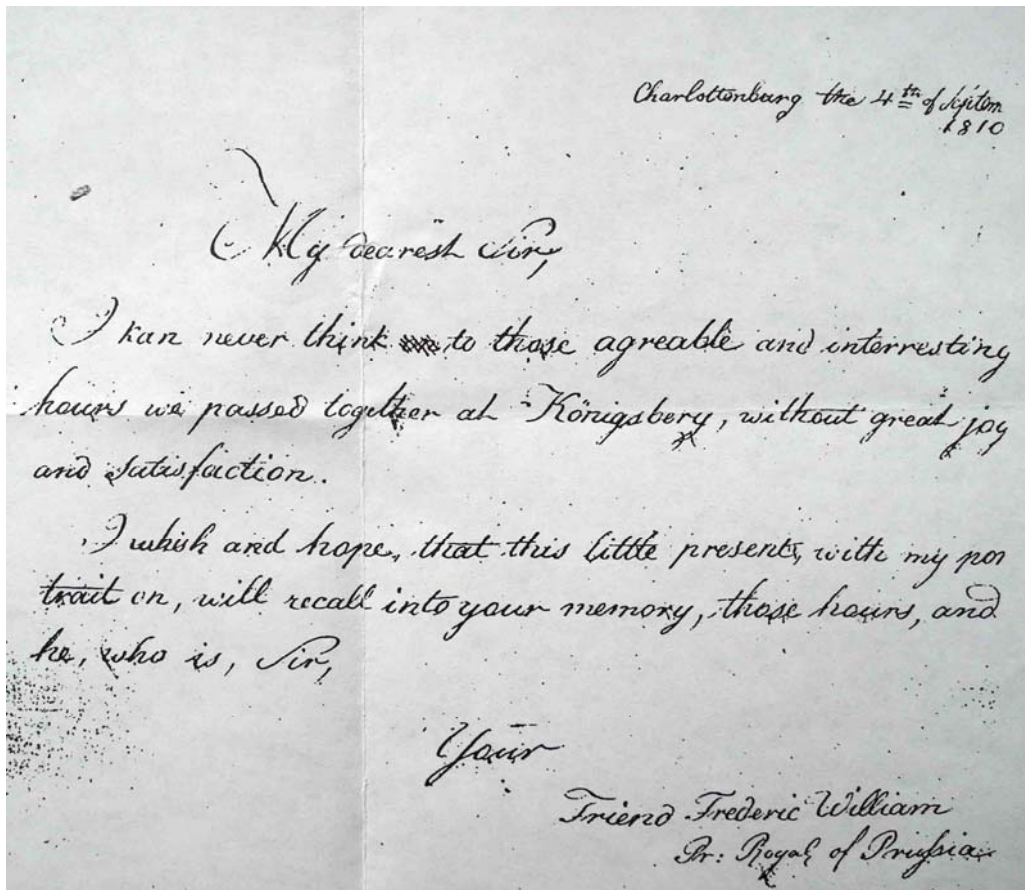 Charlottenburg the 4th of Septem
1810
My dearest Sir,
I kan never think to those agreable and interresting
hours we passed together at Königsberg, without great joy
and satisfaction.
I whish and hope, that this little present, with my por
trait on, will recall into your memory, those hours, and
he, who is, Sir,
Your
Friend Frederic William
Pr: Royal of Prussia